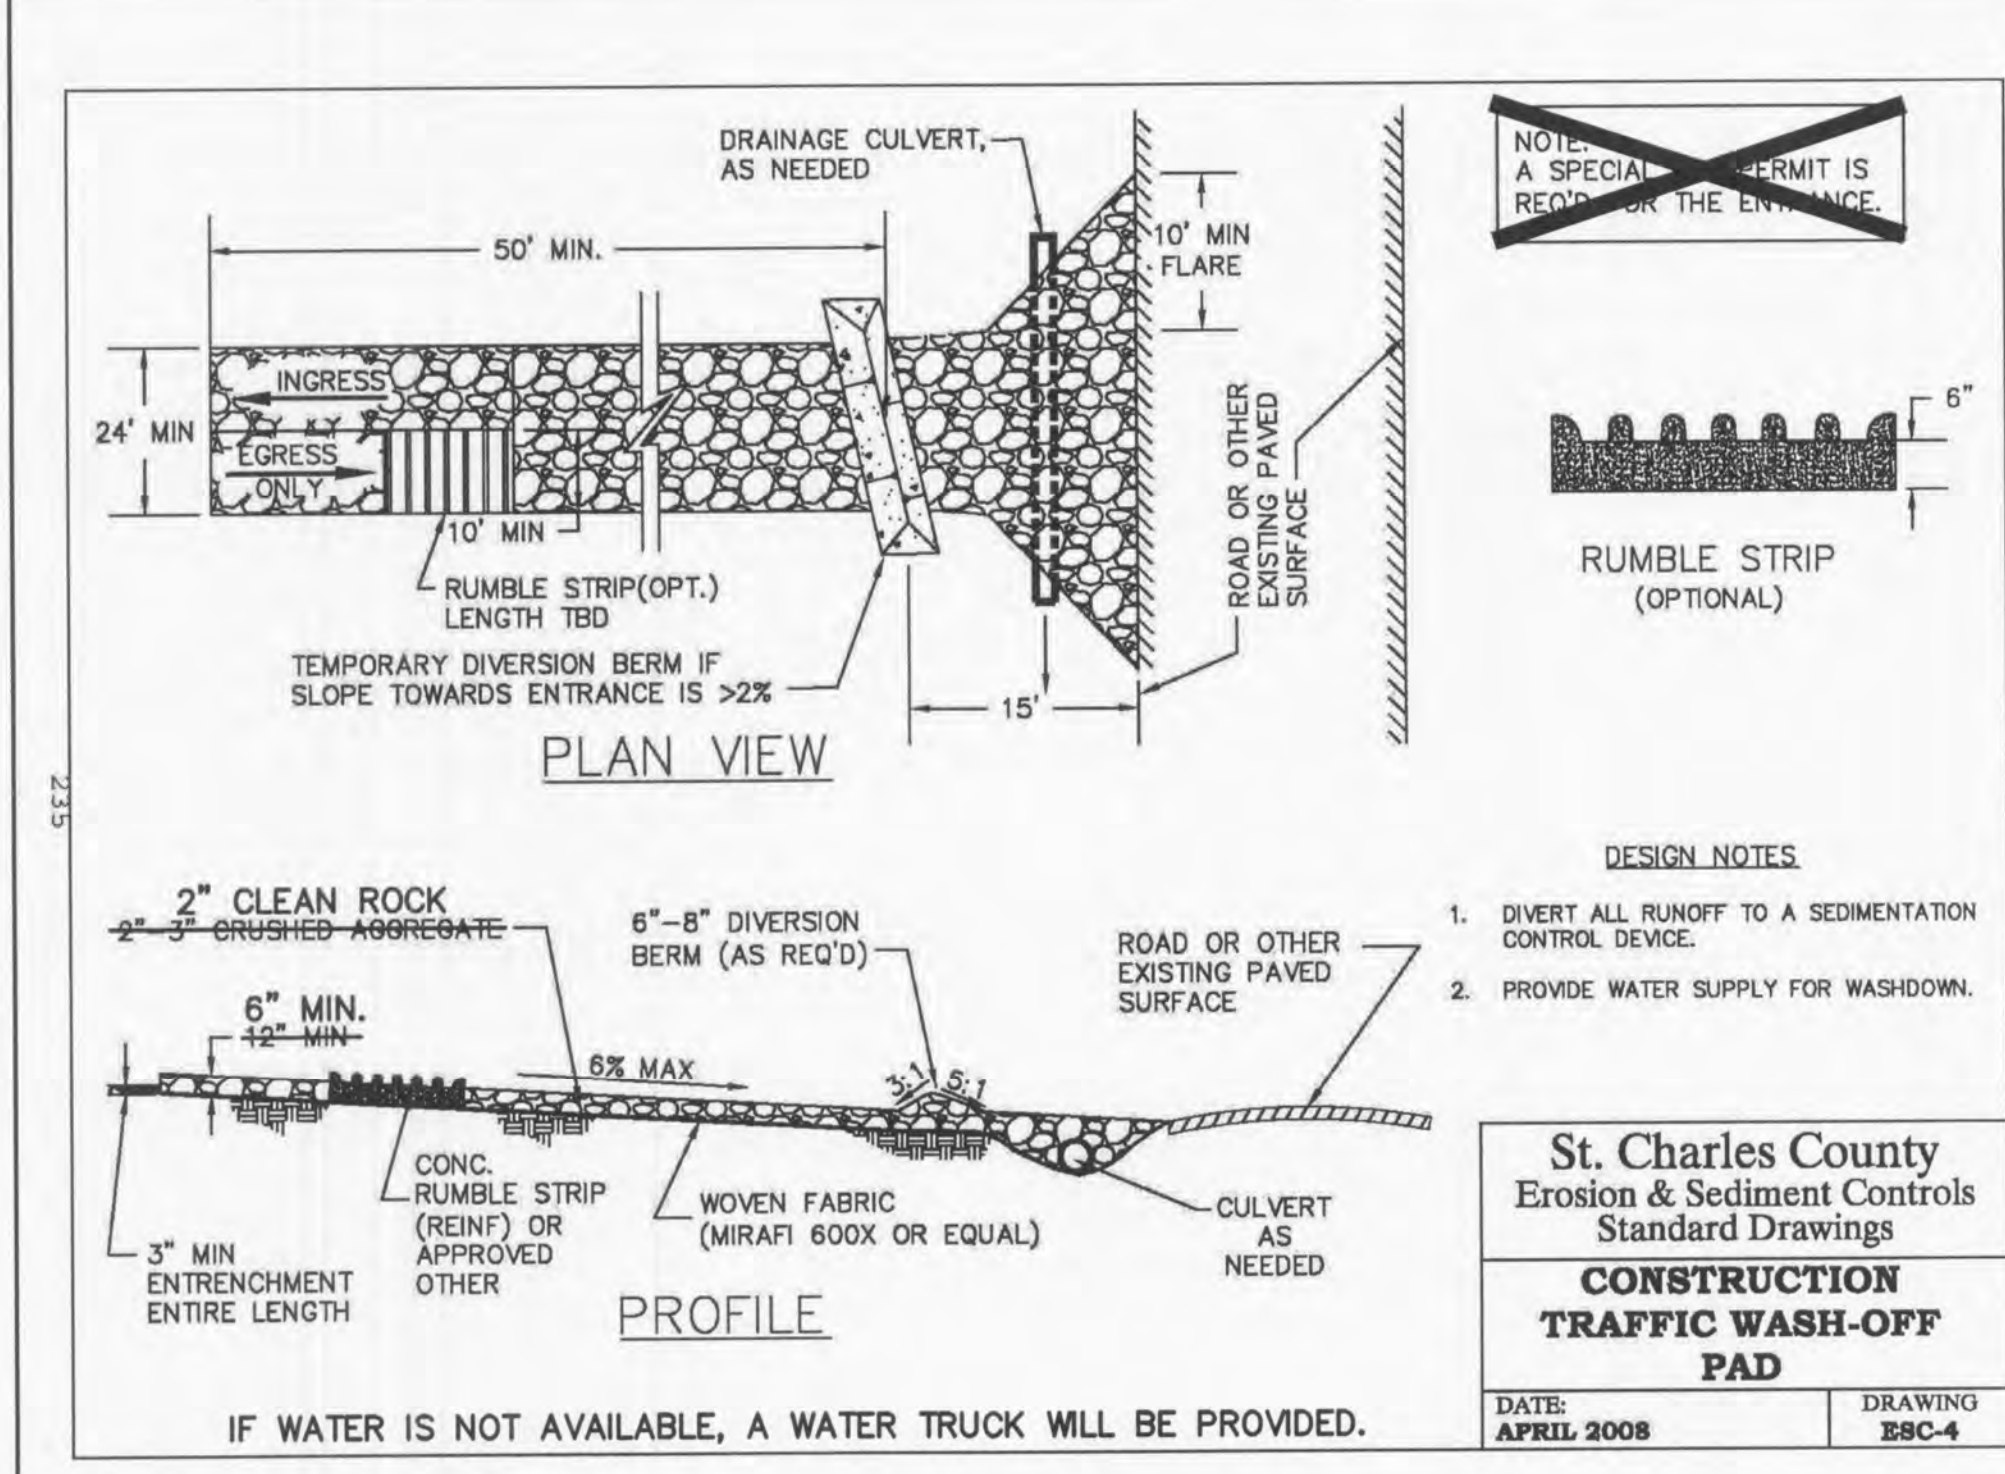 DRAINAGE CULVERT,
AS NEEDED
50' MIN.
10' MIN
FLARE
INGRESS
24' MIN
EGRESS
ONLY
10' MIN
RUMBLE STRIP(OPT.)
LENGTH TBD
TEMPORARY DIVERSION BERM IF
SLOPE TOWARDS ENTRANCE IS >2%
15'
ROAD OR OTHER
EXISTING PAVED
SURFACE
PLAN VIEW
NOTE:
A SPECIAL PERMIT IS
REQ'D FOR THE ENTRANCE.
6"
RUMBLE STRIP
(OPTIONAL)
235
2" CLEAN ROCK
2"-3" CRUSHED AGGREGATE
6"-8" DIVERSION
BERM (AS REQ'D)
ROAD OR OTHER
EXISTING PAVED
SURFACE
6" MIN.
12" MIN
6% MAX
3:1
5:1
CONC.
RUMBLE STRIP
(REINF) OR
APPROVED
OTHER
WOVEN FABRIC
(MIRAFI 600X OR EQUAL)
CULVERT
AS
NEEDED
3" MIN
ENTRENCHMENT
ENTIRE LENGTH
PROFILE
IF WATER IS NOT AVAILABLE, A WATER TRUCK WILL BE PROVIDED.
DESIGN NOTES
1. DIVERT ALL RUNOFF TO A SEDIMENTATION
CONTROL DEVICE.
2. PROVIDE WATER SUPPLY FOR WASHDOWN.
St. Charles County
Erosion & Sediment Controls
Standard Drawings
CONSTRUCTION
TRAFFIC WASH-OFF
PAD
DATE:
APRIL 2008
DRAWING
ESC-4